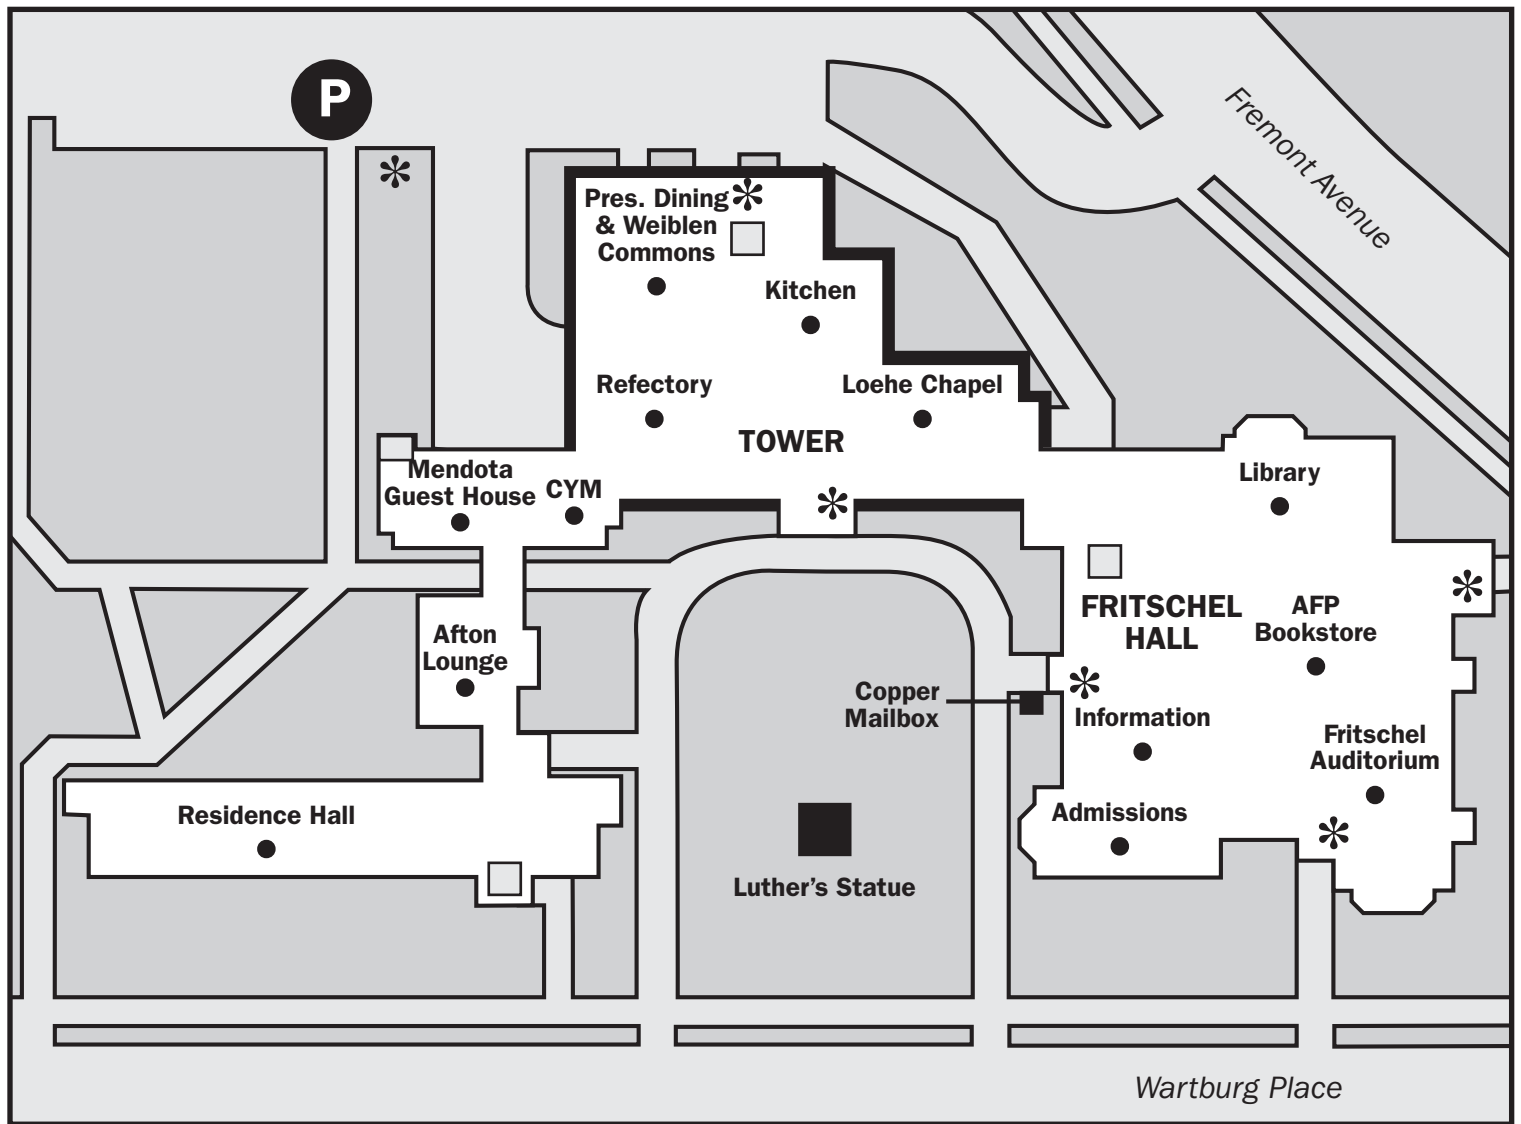 P
Fremont Avenue
Pres. Dining
& Weiblen
Commons
Kitchen
Refectory
Loehe Chapel
TOWER
Mendota
Guest House
CYM
Library
FRITSCHEL
HALL
AFP
Bookstore
Afton
Lounge
Copper
Mailbox
Information
Fritschel
Auditorium
Residence Hall
Admissions
Luther’s Statue
Wartburg Place